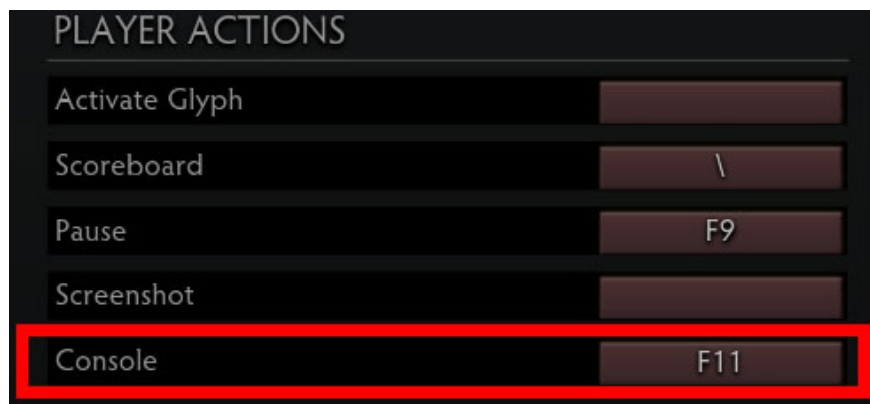 PLAYER ACTIONS
Activate Glyph
Scoreboard \
Pause F9
Screenshot
Console F11